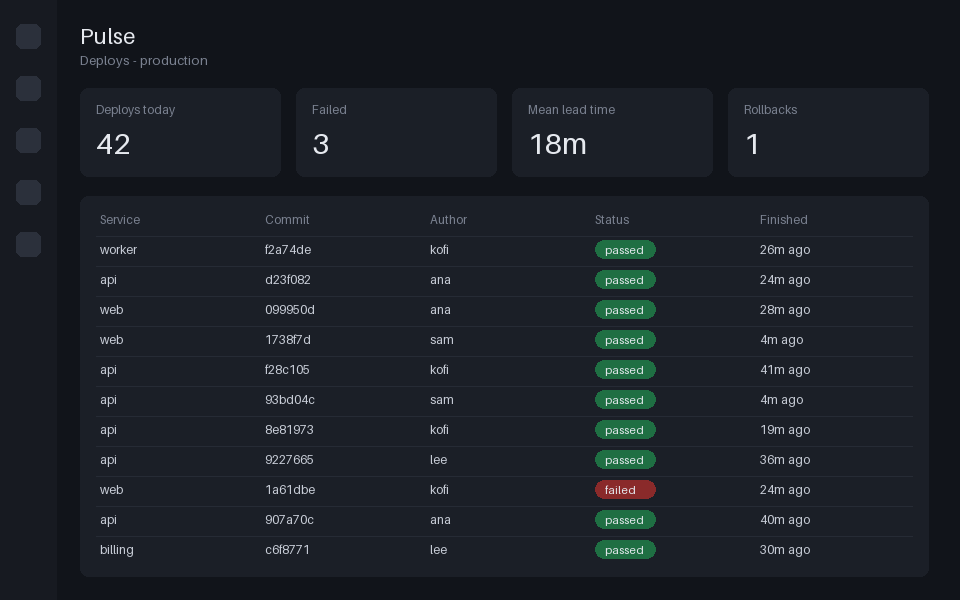 Pulse
Deploys - production
Deploys today Failed Mean lead time Rollbacks
42 3 18m 1
Service Commit Author Status Finished
worker f2a74de kofi passed 26m ago
api d23f082 ana passed 24m ago
web 099950d ana passed 28m ago
web 1738f7d sam passed 4m ago
api f28c105 kofi passed 41m ago
api 93bd04c sam passed 4m ago
api 8e81973 kofi passed 19m ago
api 9227665 lee passed 36m ago
web 1a61dbe kofi failed 24m ago
api 907a70c ana passed 40m ago
billing c6f8771 lee passed 30m ago